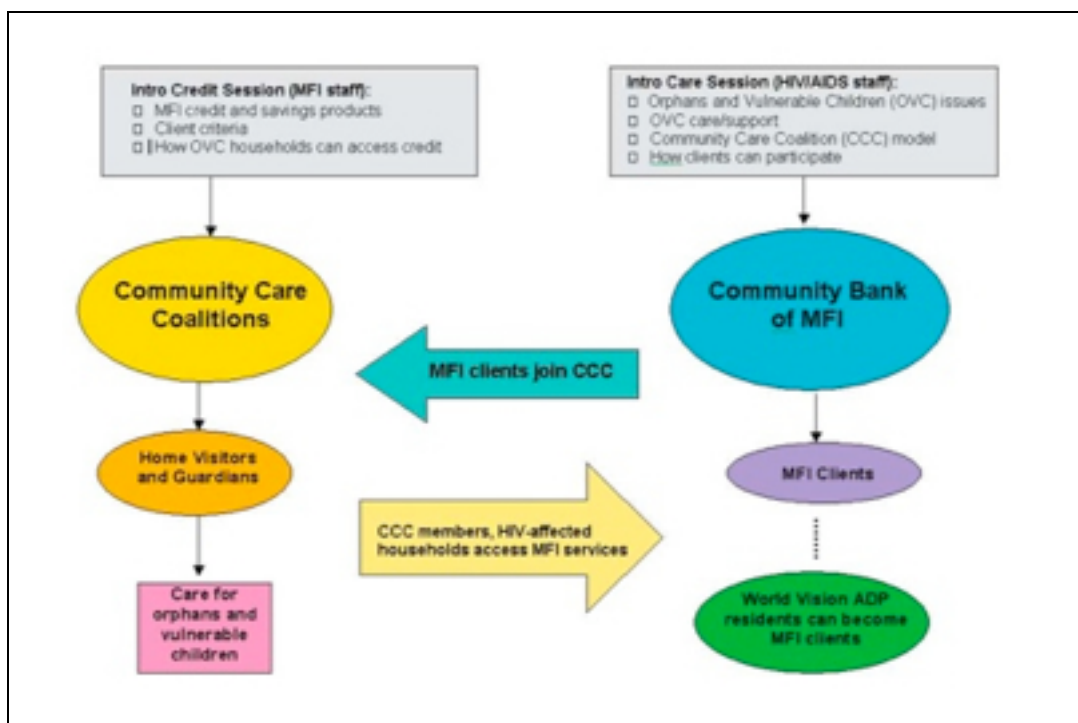 Intro Credit Session (MFI staff):
MFI credit and savings products
Client criteria
How OVC households can access credit
Intro Care Session (HIV/AIDS staff):
Orphans and Vulnerable Children (OVC) issues
OVC care/support
Community Care Coalition (CCC) model
How clients can participate
Community Care
Coalitions
Community Bank
of MFI
MFI clients join CCC
Home Visitors
and Guardians
MFI Clients
CCC members, HIV-affected
households access MFI services
Care for
orphans and
vulnerable
children
World Vision ADP
residents can become
MFI clients